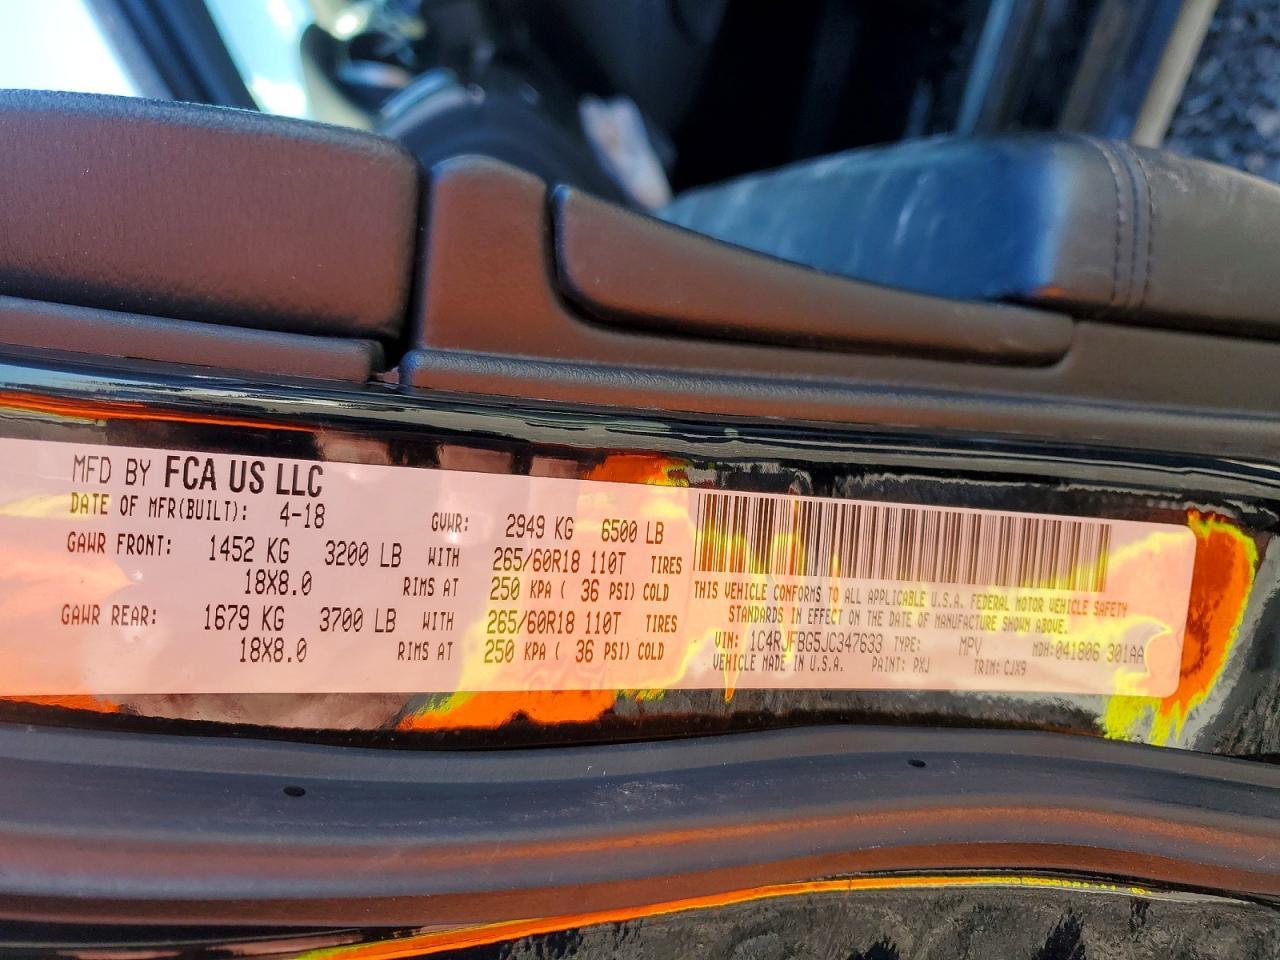 MFD BY FCA US LLC
DATE OF MFR(BUILT): 4-18 GVWR: 2949 KG 6500 LB
GAWR FRONT: 1452 KG 3200 LB WITH 265/60R18 110T TIRES
18X8.0 RIMS AT 250 KPA ( 36 PSI) COLD
GAWR REAR: 1679 KG 3700 LB WITH 265/60R18 110T TIRES
18X8.0 RIMS AT 250 KPA ( 36 PSI) COLD
THIS VEHICLE CONFORMS TO ALL APPLICABLE U.S.A. FEDERAL MOTOR VEHICLE SAFETY
STANDARDS IN EFFECT ON THE DATE OF MANUFACTURE SHOWN ABOVE.
VIN: 1C4RJFBG5JC347633 TYPE: MPV MDH:041806 301AA
VEHICLE MADE IN U.S.A. PAINT: PXJ TRIM: CJX9